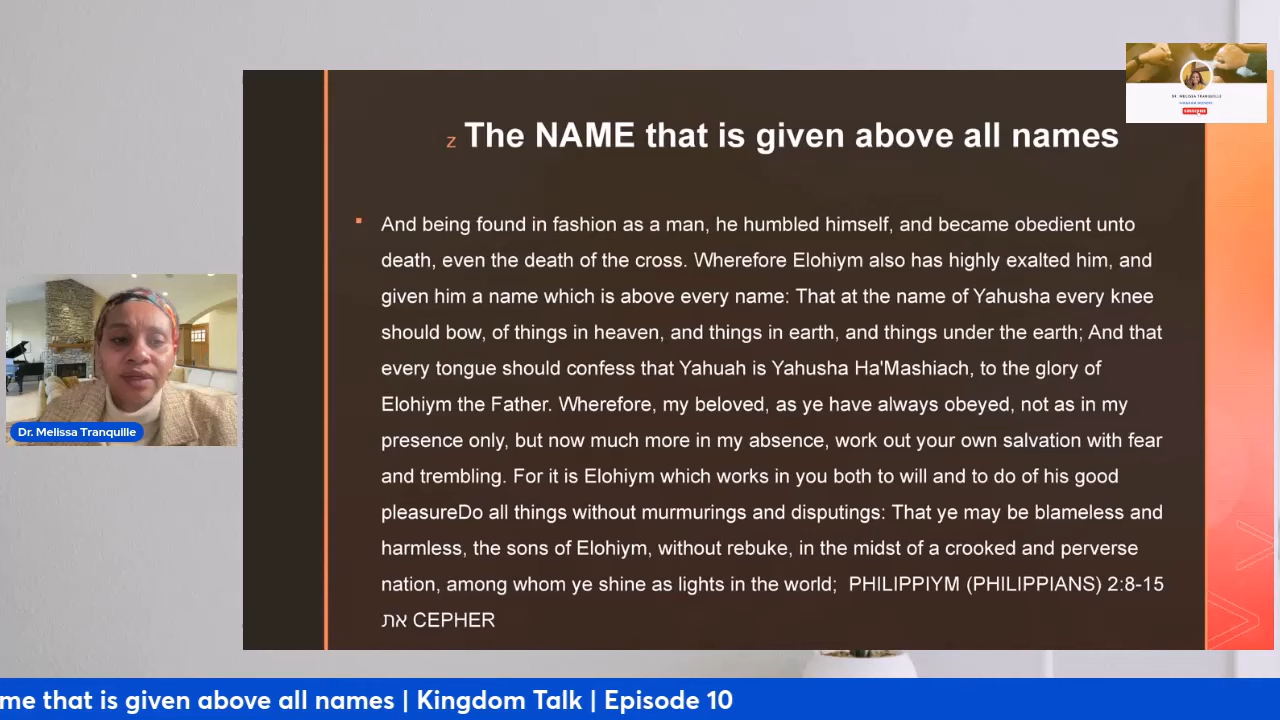 DR. MELISSA TRANQUILLE
SUBSCRIBE
z The NAME that is given above all names
And being found in fashion as a man, he humbled himself, and became obedient unto
death, even the death of the cross. Wherefore Elohiym also has highly exalted him, and
given him a name which is above every name: That at the name of Yahusha every knee
should bow, of things in heaven, and things in earth, and things under the earth; And that
every tongue should confess that Yahuah is Yahusha Ha'Mashiach, to the glory of
Elohiym the Father. Wherefore, my beloved, as ye have always obeyed, not as in my
presence only, but now much more in my absence, work out your own salvation with fear
and trembling. For it is Elohiym which works in you both to will and to do of his good
pleasureDo all things without murmurings and disputings: That ye may be blameless and
harmless, the sons of Elohiym, without rebuke, in the midst of a crooked and perverse
nation, among whom ye shine as lights in the world;  PHILIPPIYM (PHILIPPIANS) 2:8-15
את CEPHER
Dr. Melissa Tranquille
me that is given above all names | Kingdom Talk | Episode 10